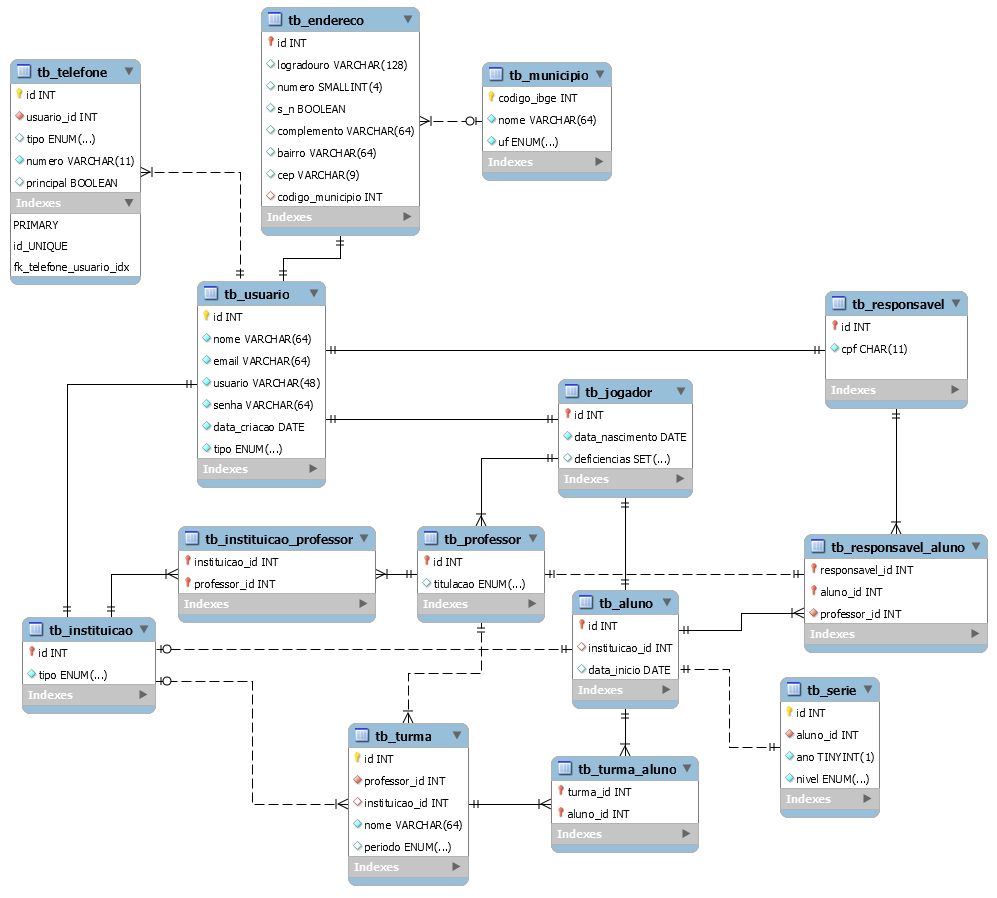 tb_endereco
id INT
logradouro VARCHAR(128)
numero SMALLINT(4)
s_n BOOLEAN
complemento VARCHAR(64)
bairro VARCHAR(64)
cep VARCHAR(9)
codigo_municipio INT
Indexes
tb_telefone
id INT
usuario_id INT
tipo ENUM(...)
numero VARCHAR(11)
principal BOOLEAN
Indexes
PRIMARY
id_UNIQUE
fk_telefone_usuario_idx
tb_municipio
codigo_ibge INT
nome VARCHAR(64)
uf ENUM(...)
Indexes
tb_usuario
id INT
nome VARCHAR(64)
email VARCHAR(64)
usuario VARCHAR(48)
senha VARCHAR(64)
data_criacao DATE
tipo ENUM(...)
Indexes
tb_responsavel
id INT
cpf CHAR(11)
Indexes
tb_jogador
id INT
data_nascimento DATE
deficiencias SET(...)
Indexes
tb_instituicao_professor
instituicao_id INT
professor_id INT
Indexes
tb_professor
id INT
titulacao ENUM(...)
Indexes
tb_responsavel_aluno
responsavel_id INT
aluno_id INT
professor_id INT
Indexes
tb_instituicao
id INT
tipo ENUM(...)
Indexes
tb_aluno
id INT
instituicao_id INT
data_inicio DATE
Indexes
tb_serie
id INT
aluno_id INT
ano TINYINT(1)
nivel ENUM(...)
Indexes
tb_turma
id INT
professor_id INT
instituicao_id INT
nome VARCHAR(64)
periodo ENUM(...)
Indexes
tb_turma_aluno
turma_id INT
aluno_id INT
Indexes